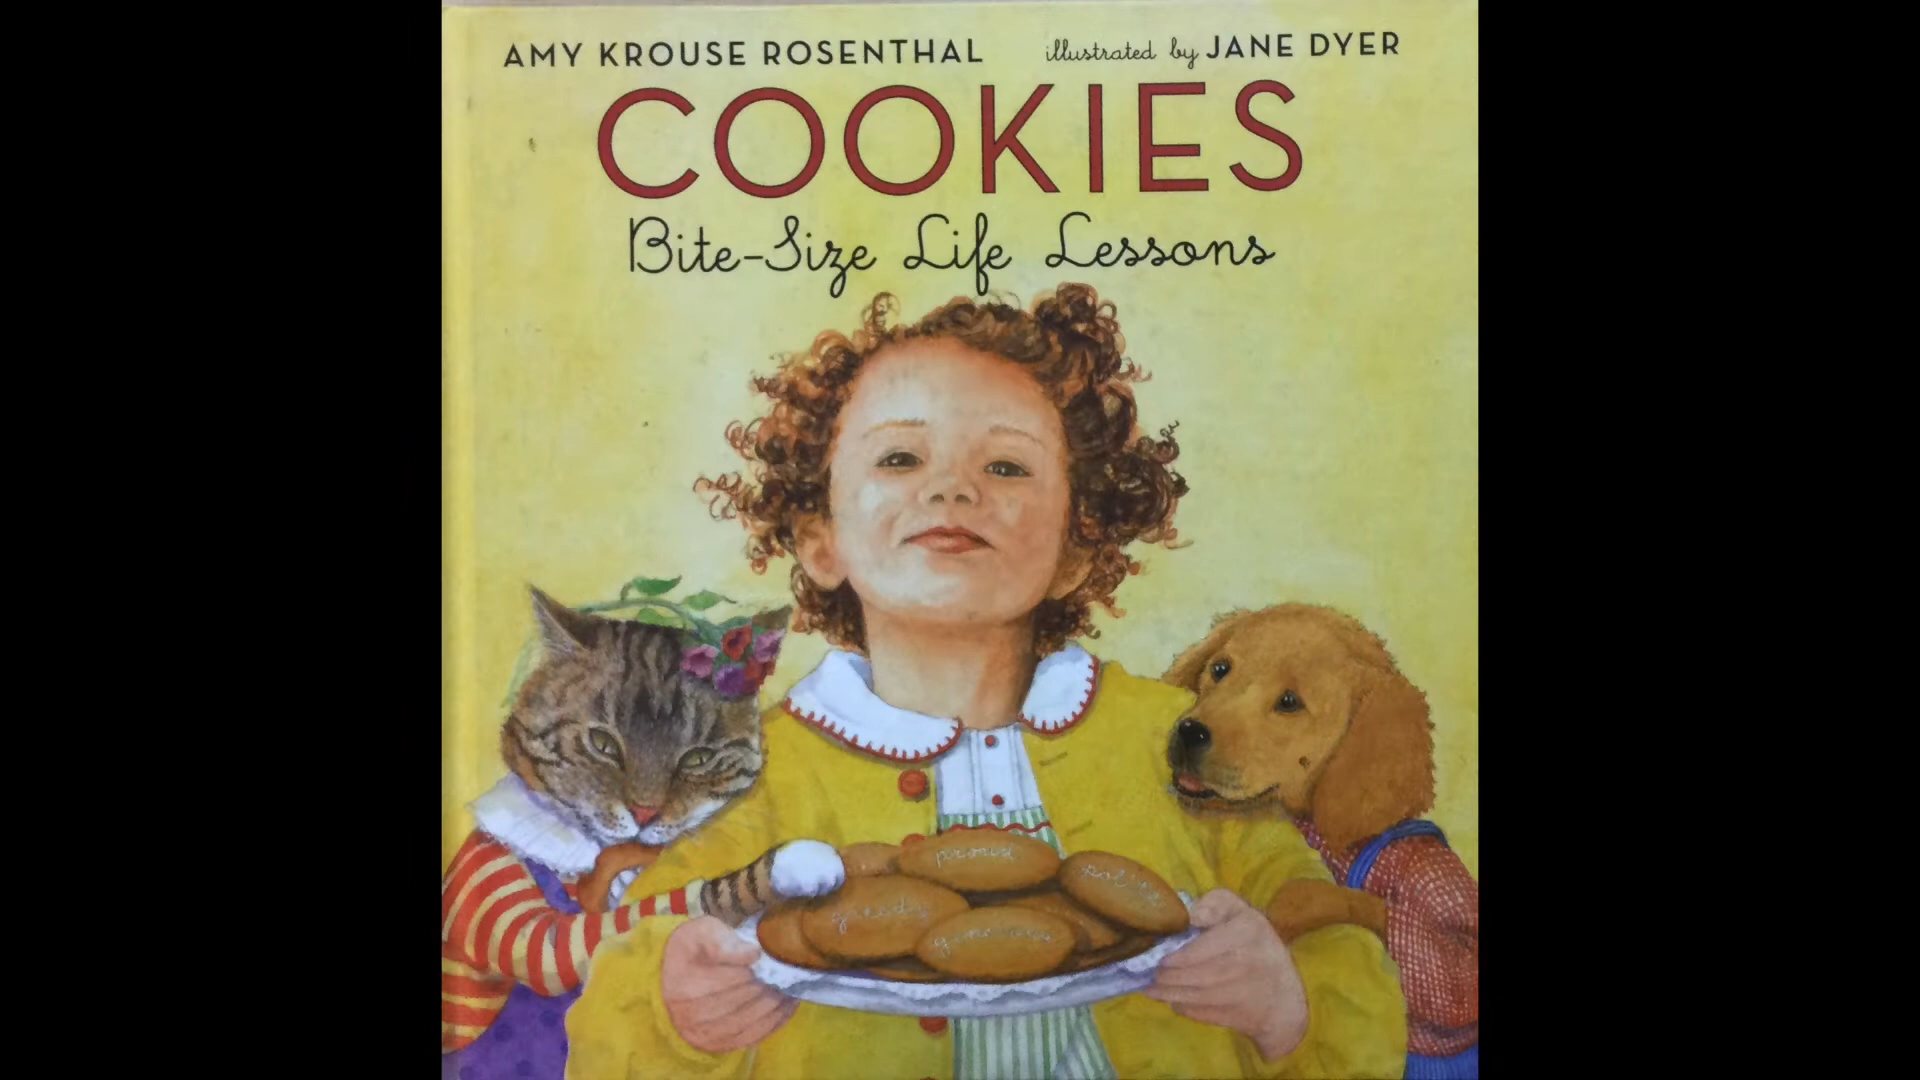 AMY KROUSE ROSENTHAL illustrated by JANE DYER
COOKIES
Bite-Size Life Lessons
proud
polite
greedy
generous